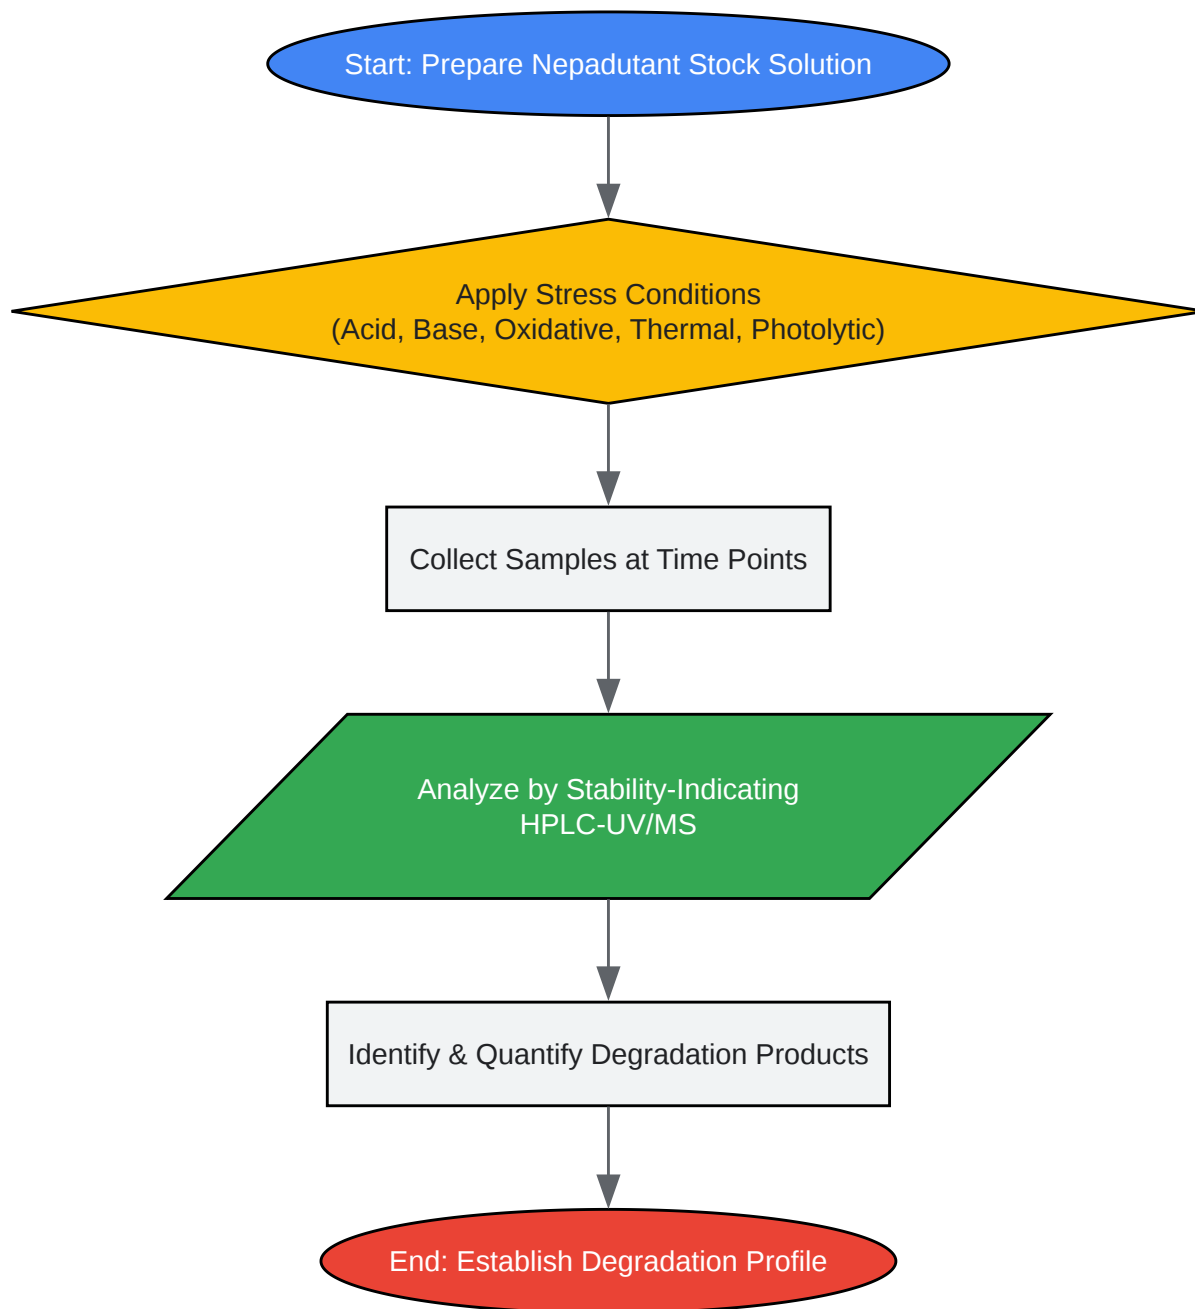 Start: Prepare Nepadutant Stock Solution
Apply Stress Conditions
(Acid, Base, Oxidative, Thermal, Photolytic)
Collect Samples at Time Points
Analyze by Stability-Indicating
HPLC-UV/MS
Identify & Quantify Degradation Products
End: Establish Degradation Profile